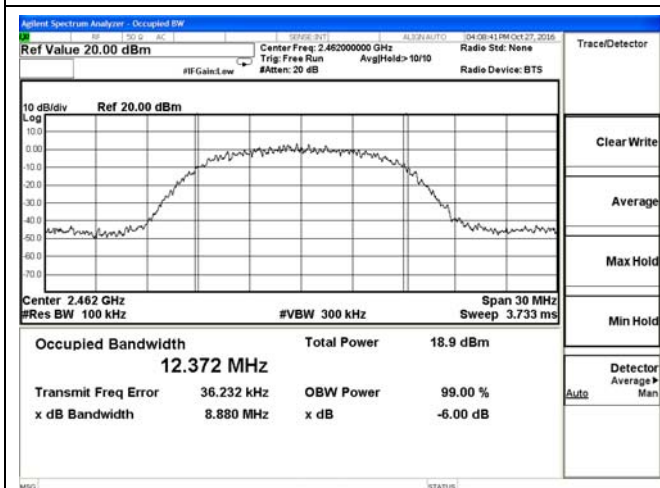 Agilent Spectrum Analyzer - Occupied BW
RF 50 Ω AC SENSE:INT ALIGN AUTO 04:08:41 PM Oct 27, 2016
Ref Value 20.00 dBm
Center Freq: 2.462000000 GHz
Radio Std: None
Trig: Free Run Avg|Hold:> 10/10
#IFGain:Low #Atten: 20 dB Radio Device: BTS
10 dB/div Ref 20.00 dBm
Log
10.0
0.00
-10.0
-20.0
-30.0
-40.0
-50.0
-60.0
-70.0
Center 2.462 GHz Span 30 MHz
#Res BW 100 kHz #VBW 300 kHz Sweep 3.733 ms
Occupied Bandwidth Total Power 18.9 dBm
12.372 MHz
Transmit Freq Error 36.232 kHz OBW Power 99.00 %
x dB Bandwidth 8.880 MHz x dB -6.00 dB
MSG STATUS
Trace/Detector
Clear Write
Average
Max Hold
Min Hold
Detector
Average▶
Auto Man